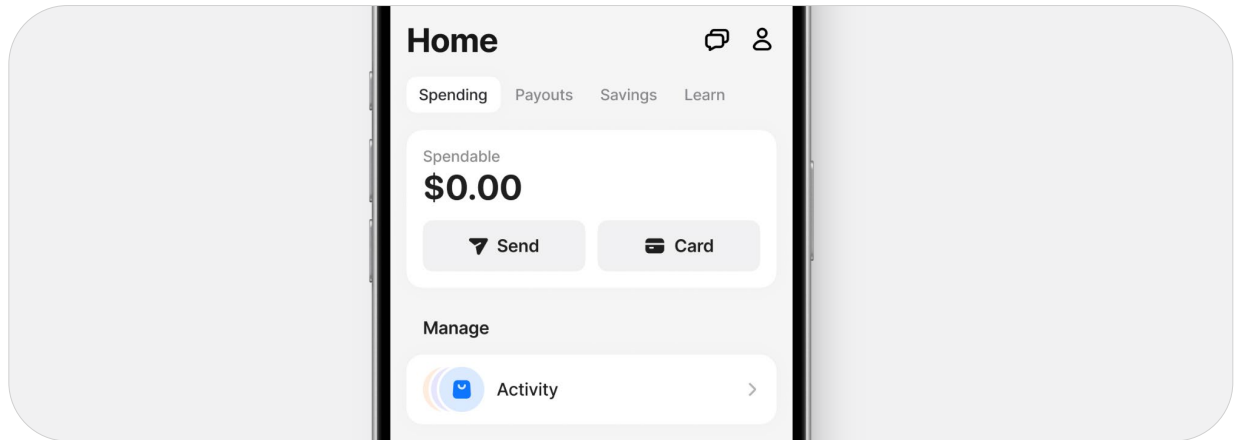 Home
Spending Payouts Savings Learn
Spendable
$0.00
Send Card
Manage
Activity